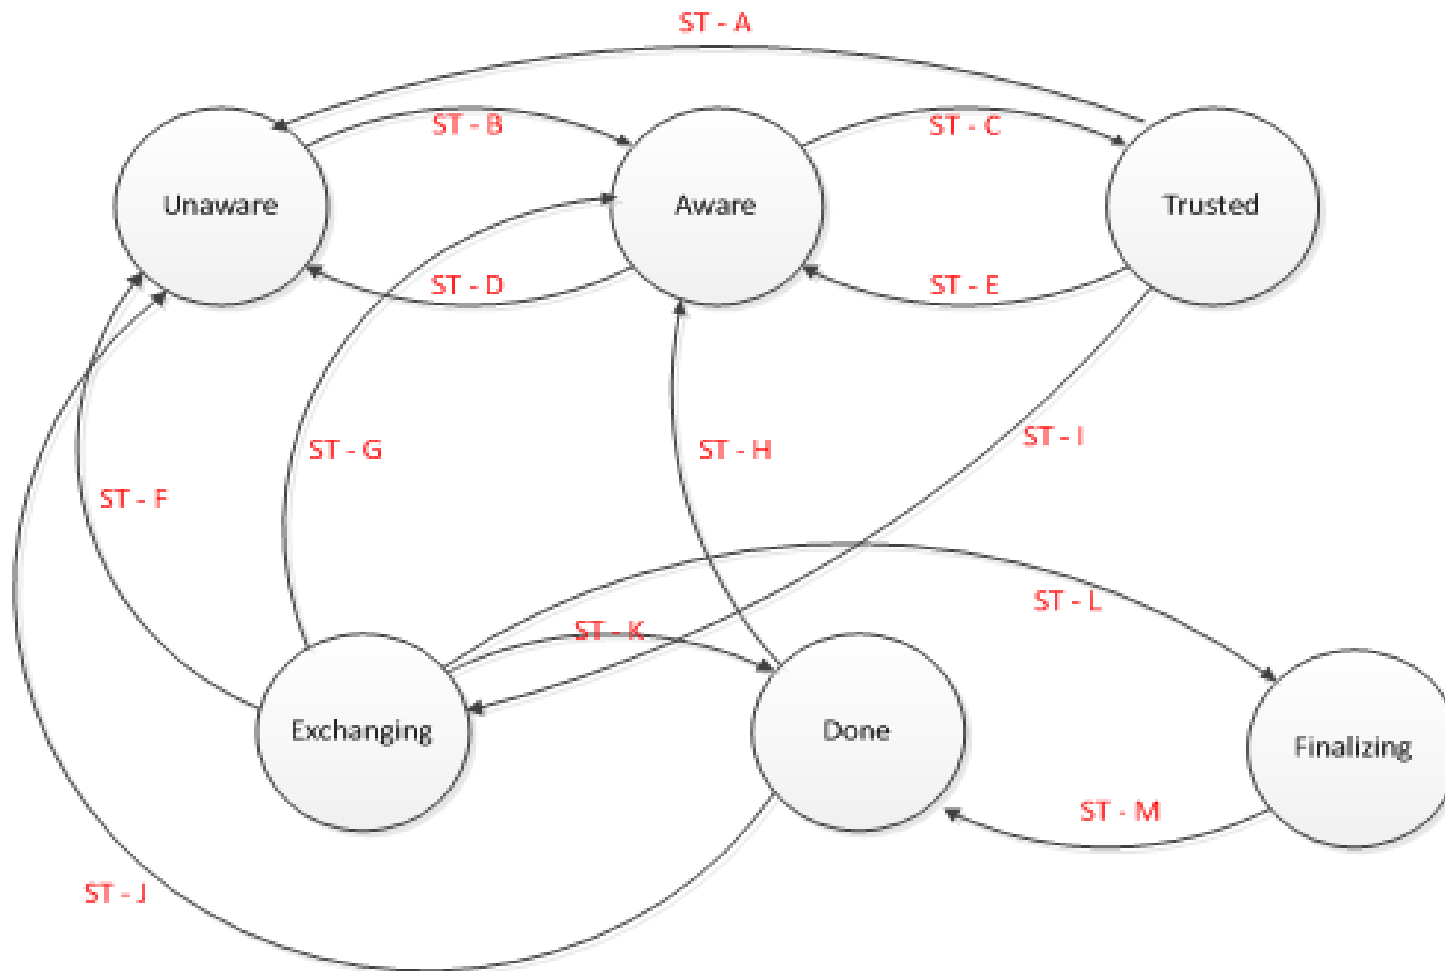 ST - A
ST - B
ST - C
Unaware
Aware
Trusted
ST - D
ST - E
ST - I
ST - G
ST - H
ST - F
ST - L
ST - K
Exchanging
Done
Finalizing
ST - M
ST - J